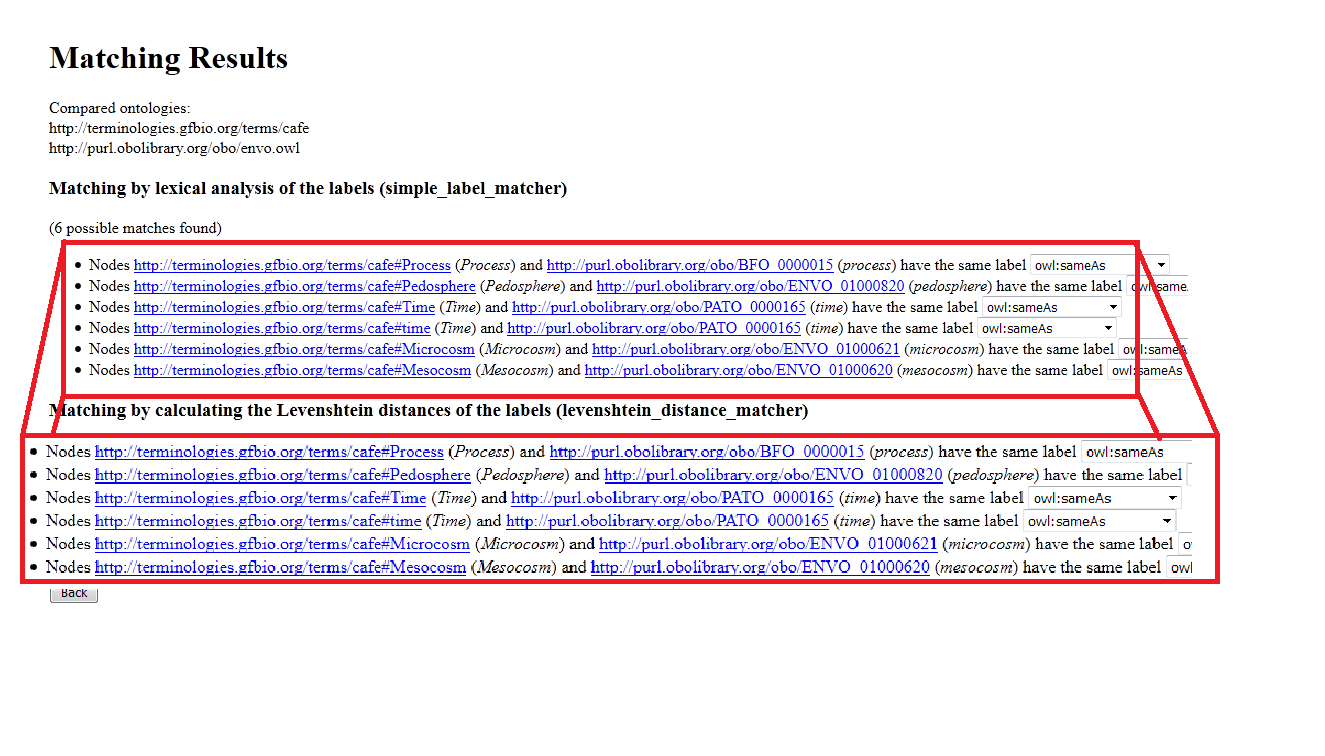 Matching Results
Compared ontologies:
http://terminologies.gfbio.org/terms/cafe
http://purl.obolibrary.org/obo/envo.owl
Matching by lexical analysis of the labels (simple_label_matcher)
(6 possible matches found)
• Nodes http://terminologies.gfbio.org/terms/cafe#Process (Process) and http://purl.obolibrary.org/obo/BFO_0000015 (process) have the same label owl:sameAs
• Nodes http://terminologies.gfbio.org/terms/cafe#Pedosphere (Pedosphere) and http://purl.obolibrary.org/obo/ENVO_01000820 (pedosphere) have the same label owl:same
• Nodes http://terminologies.gfbio.org/terms/cafe#Time (Time) and http://purl.obolibrary.org/obo/PATO_0000165 (time) have the same label owl:sameAs
• Nodes http://terminologies.gfbio.org/terms/cafe#time (Time) and http://purl.obolibrary.org/obo/PATO_0000165 (time) have the same label owl:sameAs
• Nodes http://terminologies.gfbio.org/terms/cafe#Microcosm (Microcosm) and http://purl.obolibrary.org/obo/ENVO_01000621 (microcosm) have the same label owl:sameA
• Nodes http://terminologies.gfbio.org/terms/cafe#Mesocosm (Mesocosm) and http://purl.obolibrary.org/obo/ENVO_01000620 (mesocosm) have the same label owl:sameAs
Matching by calculating the Levenshtein distances of the labels (levenshtein_distance_matcher)
• Nodes http://terminologies.gfbio.org/terms/cafe#Process (Process) and http://purl.obolibrary.org/obo/BFO_0000015 (process) have the same label owl:sameAs
• Nodes http://terminologies.gfbio.org/terms/cafe#Pedosphere (Pedosphere) and http://purl.obolibrary.org/obo/ENVO_01000820 (pedosphere) have the same label
• Nodes http://terminologies.gfbio.org/terms/cafe#Time (Time) and http://purl.obolibrary.org/obo/PATO_0000165 (time) have the same label owl:sameAs
• Nodes http://terminologies.gfbio.org/terms/cafe#time (Time) and http://purl.obolibrary.org/obo/PATO_0000165 (time) have the same label owl:sameAs
• Nodes http://terminologies.gfbio.org/terms/cafe#Microcosm (Microcosm) and http://purl.obolibrary.org/obo/ENVO_01000621 (microcosm) have the same label o
• Nodes http://terminologies.gfbio.org/terms/cafe#Mesocosm (Mesocosm) and http://purl.obolibrary.org/obo/ENVO_01000620 (mesocosm) have the same label owl
Back